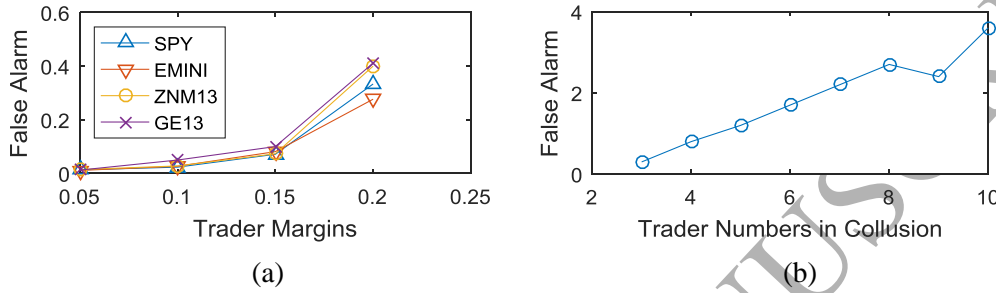 False Alarm
0.6
0.4
0.2
0
SPY
EMINI
ZNM13
GE13
0.05 0.1 0.15 0.2 0.25
Trader Margins
(a)
False Alarm
4
2
0
2 4 6 8 10
Trader Numbers in Collusion
(b)